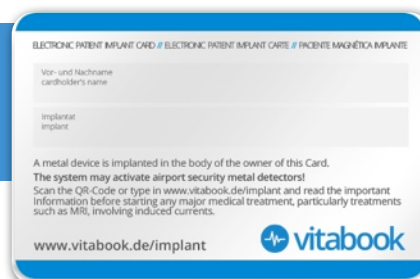 ELECTRONIC PATIENT IMPLANT CARD // ELECTRONIC PATIENT IMPLANT CARTE // PACIENTE MAGNÉTICA IMPLANTE
Vor- und Nachname
cardholder's name
Implantat
implant
A metal device is implanted in the body of the owner of this Card.
The system may activate airport security metal detectors!
Scan the QR-Code or type in www.vitabook.de/implant and read the important
Information before starting any major medical treatment, particularly treatments
such as MRI, involving induced currents.
www.vitabook.de/implant
vitabook